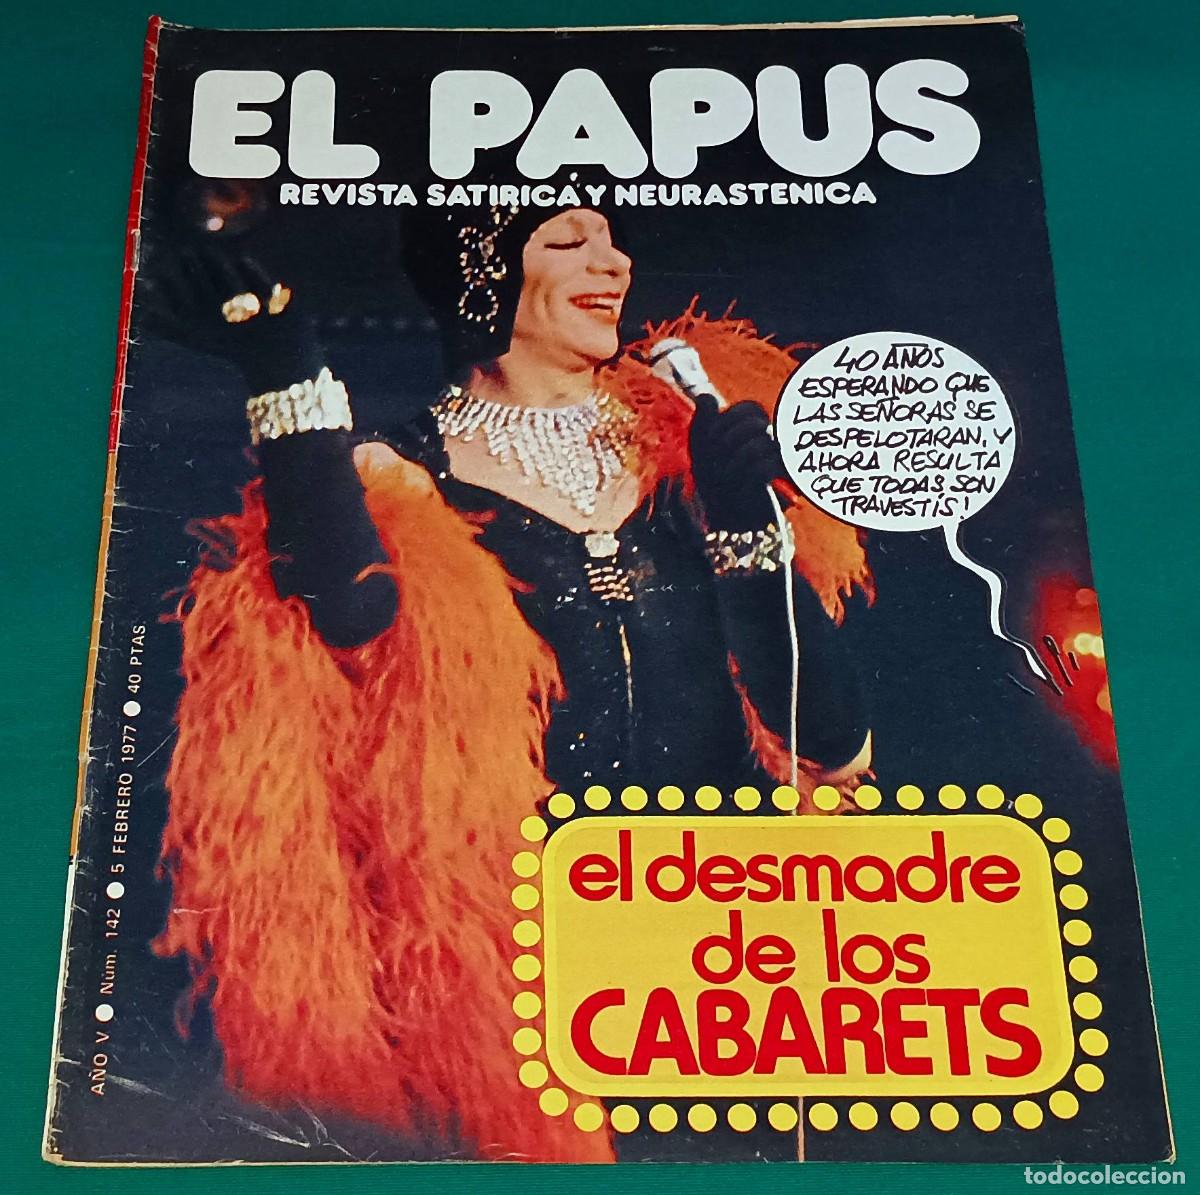 EL PAPUS
REVISTA SATIRICA Y NEURASTENICA
40 AÑOS
ESPERANDO QUE
LAS SEÑORAS SE
DESPELOTARAN, Y
AHORA RESULTA
QUE TODAS SON
TRAVESTIS!
AÑO V ● Núm. 142 ● 5 FEBRERO 1977 ● 40 PTAS.
el desmadre
de los
CABARETS
todocoleccion